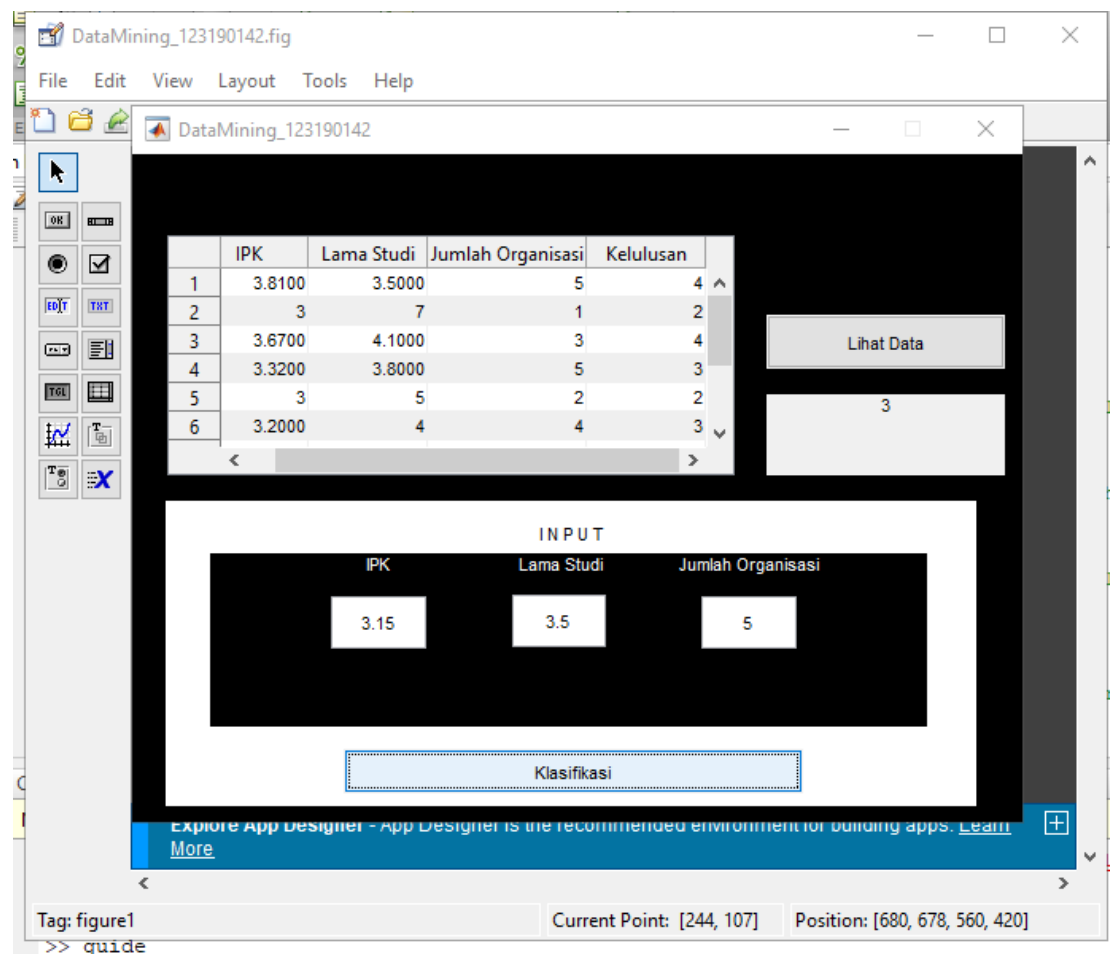 DataMining_123190142.fig
File Edit View Layout Tools Help
DataMining_123190142
OK
EDIT TXT
TGL
IPK Lama Studi Jumlah Organisasi Kelulusan
1 3.8100 3.5000 5 4
2 3 7 1 2
3 3.6700 4.1000 3 4
4 3.3200 3.8000 5 3
5 3 5 2 2
6 3.2000 4 4 3
Lihat Data
3
INPUT
IPK Lama Studi Jumlah Organisasi
3.15 3.5 5
Klasifikasi
Explore App Designer - App Designer is the recommended environment for building apps. Learn
More
Tag: figure1 Current Point: [244, 107] Position: [680, 678, 560, 420]
>> guide